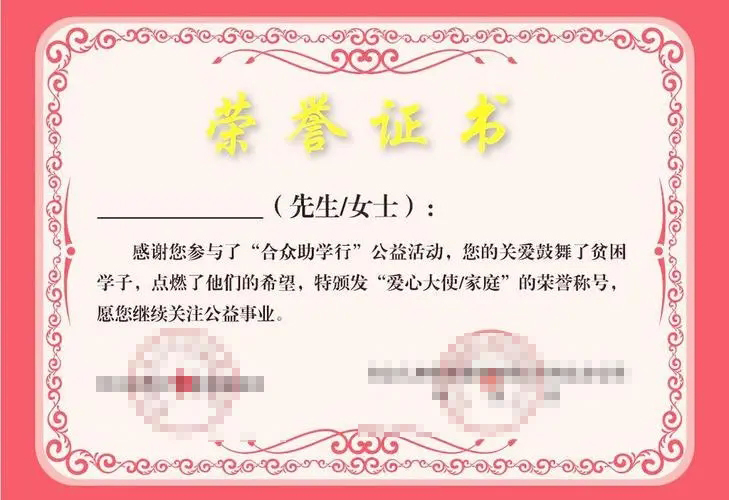 荣誉证书
____________（先生/女士）：
感谢您参与了“合众助学行”公益活动，您的关爱鼓舞了贫困
学子，点燃了他们的希望，特颁发“爱心大使/家庭”的荣誉称号，
愿您继续关注公益事业。